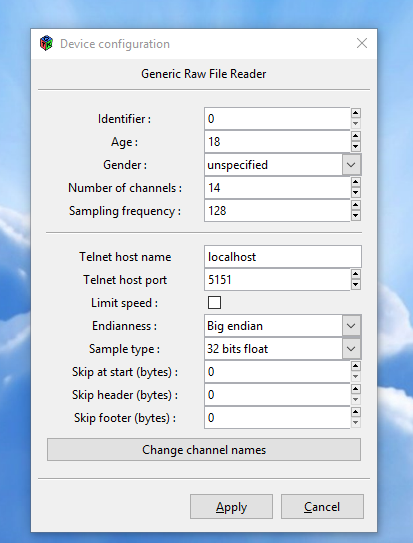 Device configuration
Generic Raw File Reader
Identifier : 0
Age : 18
Gender : unspecified
Number of channels : 14
Sampling frequency : 128
Telnet host name localhost
Telnet host port 5151
Limit speed :
Endianness : Big endian
Sample type : 32 bits float
Skip at start (bytes) : 0
Skip header (bytes) : 0
Skip footer (bytes) : 0
Change channel names
Apply Cancel